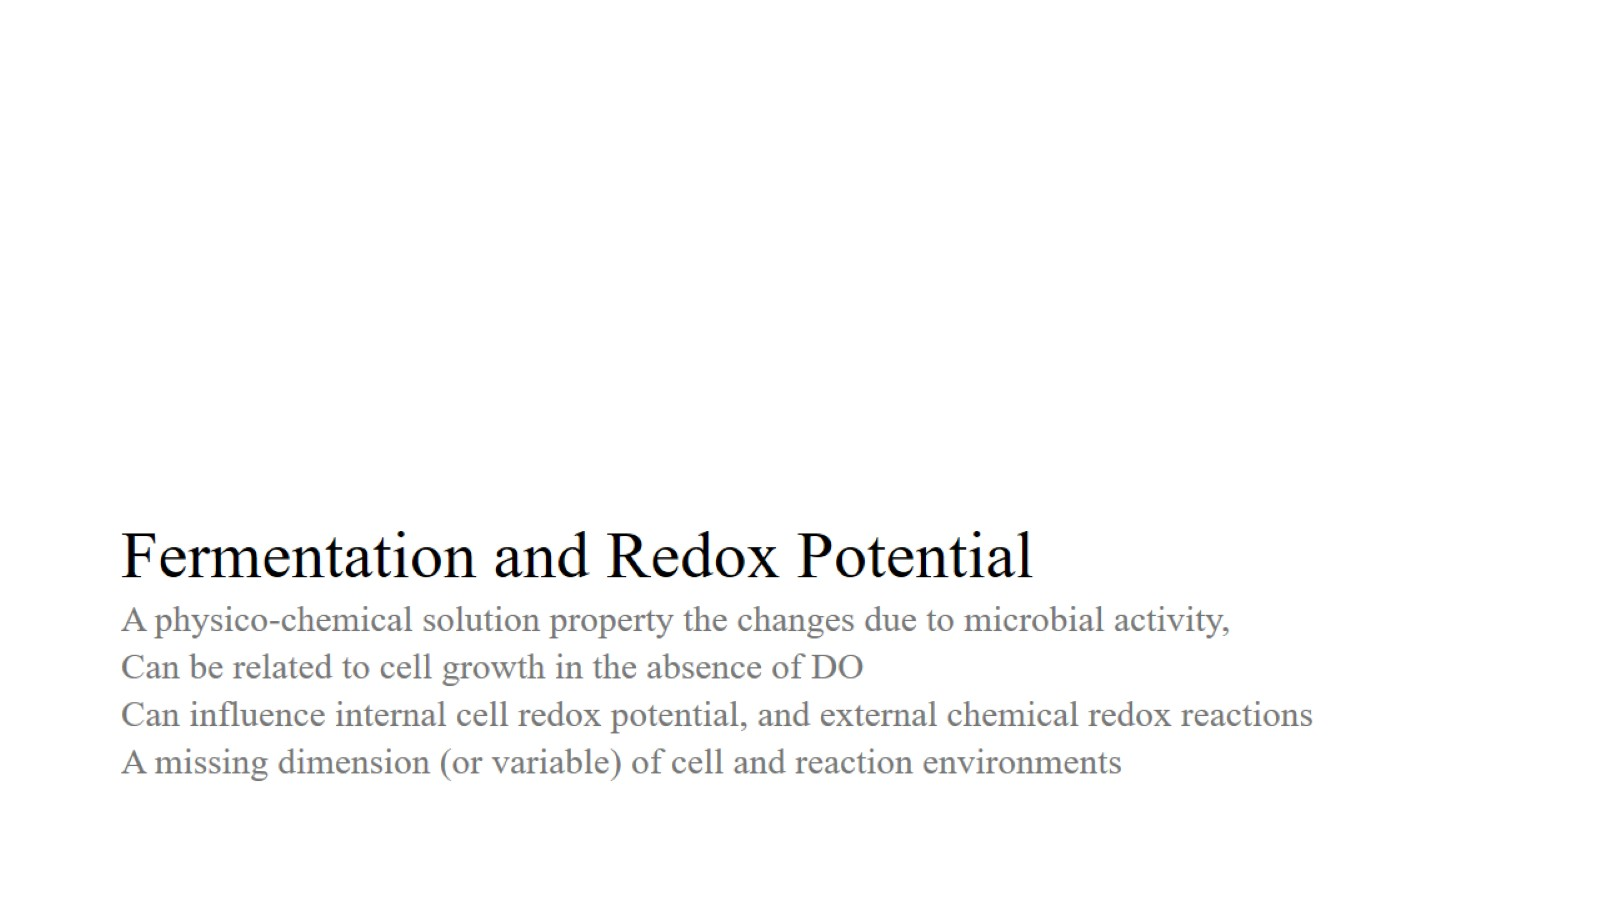 Fermentation and Redox Potential
A physico-chemical solution property the changes due to microbial activity,
Can be related to cell growth in the absence of DO
Can influence internal cell redox potential, and external chemical redox reactions
A missing dimension (or variable) of cell and reaction environments